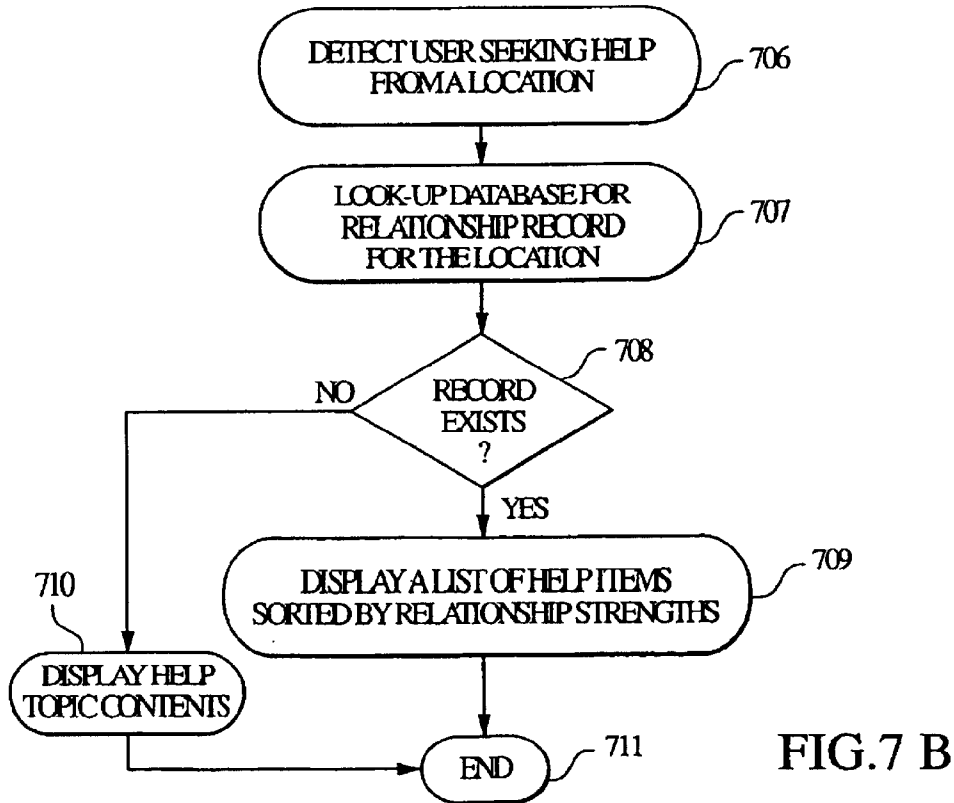 DETECT USER SEEKING HELP
FROM A LOCATION
706
LOOK-UP DATABASE FOR
RELATIONSHIP RECORD
FOR THE LOCATION
707
708
NO
RECORD
EXISTS
?
YES
709
DISPLAY A LIST OF HELP ITEMS
SORTED BY RELATIONSHIP STRENGTHS
710
DISPLAY HELP
TOPIC CONTENTS
711
END
FIG.7 B